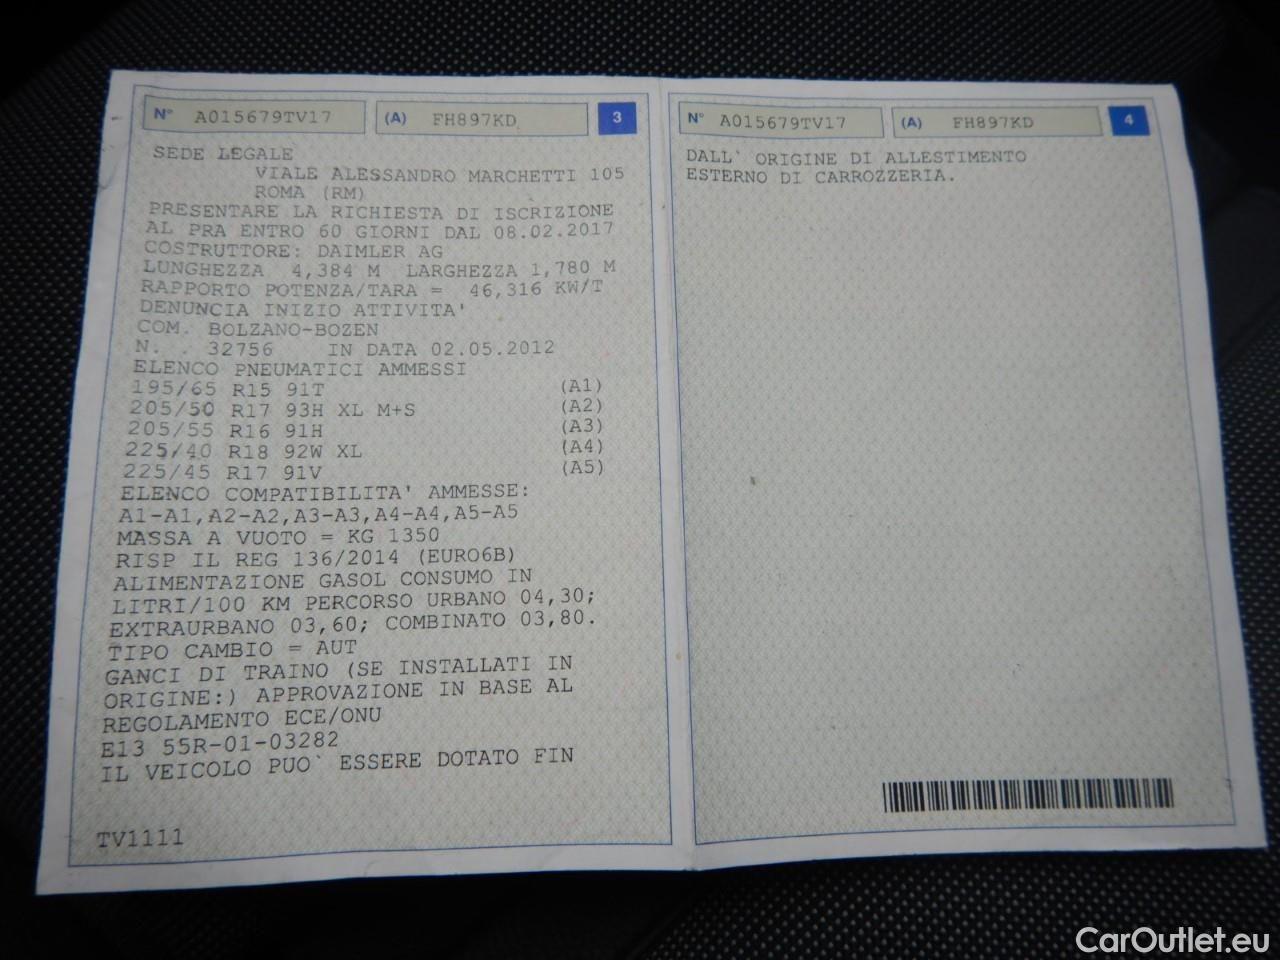 N° A015679TV17 (A) FH897KD 3
SEDE LEGALE
VIALE ALESSANDRO MARCHETTI 105
ROMA (RM)
PRESENTARE LA RICHIESTA DI ISCRIZIONE
AL PRA ENTRO 60 GIORNI DAL 08.02.2017
COSTRUTTORE: DAIMLER AG
LUNGHEZZA 4,384 M LARGHEZZA 1,780 M
RAPPORTO POTENZA/TARA = 46,316 KW/T
DENUNCIA INIZIO ATTIVITA'
COM. BOLZANO-BOZEN
N. . 32756 IN DATA 02.05.2012
ELENCO PNEUMATICI AMMESSI
195/65 R15 91T (A1)
205/50 R17 93H XL M+S (A2)
205/55 R16 91H (A3)
225/40 R18 92W XL (A4)
225/45 R17 91V (A5)
ELENCO COMPATIBILITA' AMMESSE:
A1-A1,A2-A2,A3-A3,A4-A4,A5-A5
MASSA A VUOTO = KG 1350
RISP IL REG 136/2014 (EURO6B)
ALIMENTAZIONE GASOL CONSUMO IN
LITRI/100 KM PERCORSO URBANO 04,30;
EXTRAURBANO 03,60; COMBINATO 03,80.
TIPO CAMBIO = AUT
GANCI DI TRAINO (SE INSTALLATI IN
ORIGINE:) APPROVAZIONE IN BASE AL
REGOLAMENTO ECE/ONU
E13 55R-01-03282
IL VEICOLO PUO` ESSERE DOTATO FIN
TV1111
N° A015679TV17 (A) FH897KD 4
DALL` ORIGINE DI ALLESTIMENTO
ESTERNO DI CARROZZERIA.
CarOutlet.eu